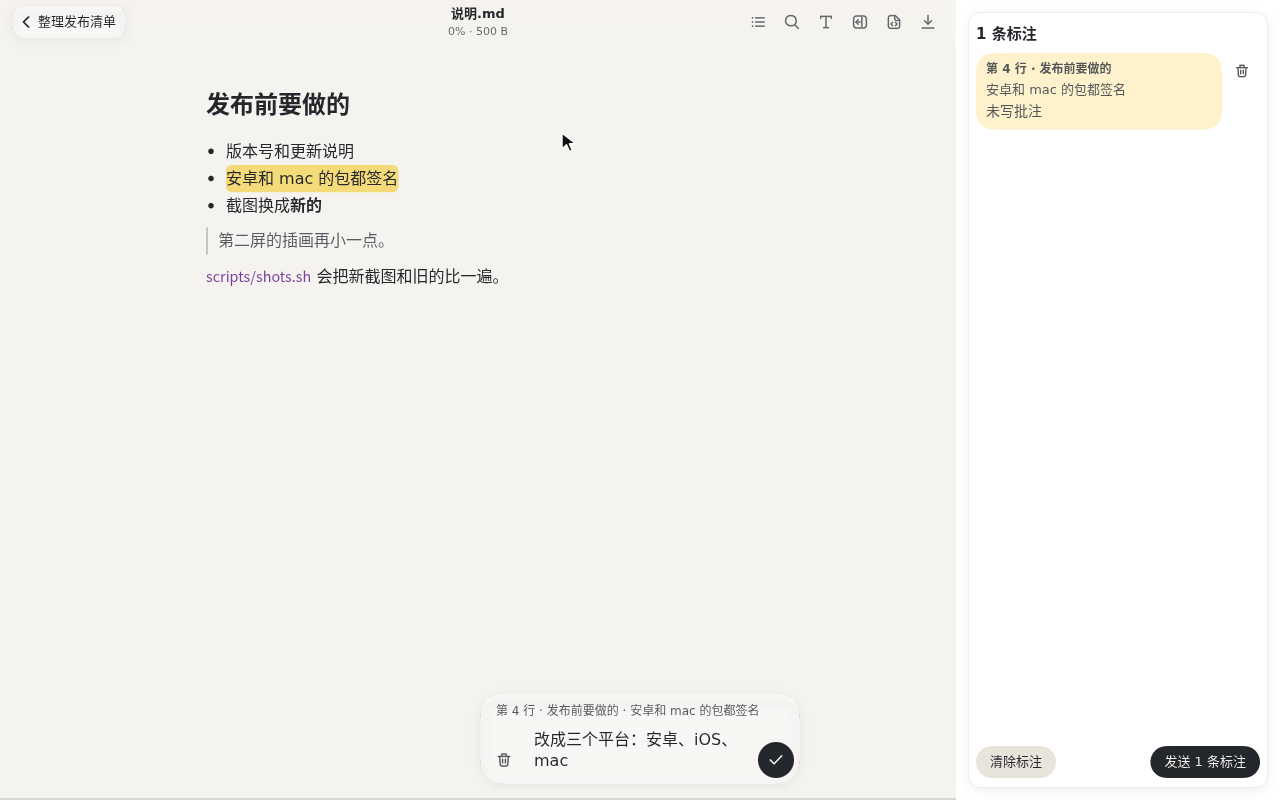 整理发布清单
说明.md
0% · 500 B
发布前要做的
• 版本号和更新说明
• 安卓和 mac 的包都签名
• 截图换成新的
第二屏的插画再小一点。
scripts/shots.sh 会把新截图和旧的比一遍。
第 4 行 · 发布前要做的 · 安卓和 mac 的包都签名
改成三个平台：安卓、iOS、
mac
1 条标注
第 4 行 · 发布前要做的
安卓和 mac 的包都签名
未写批注
清除标注
发送 1 条标注